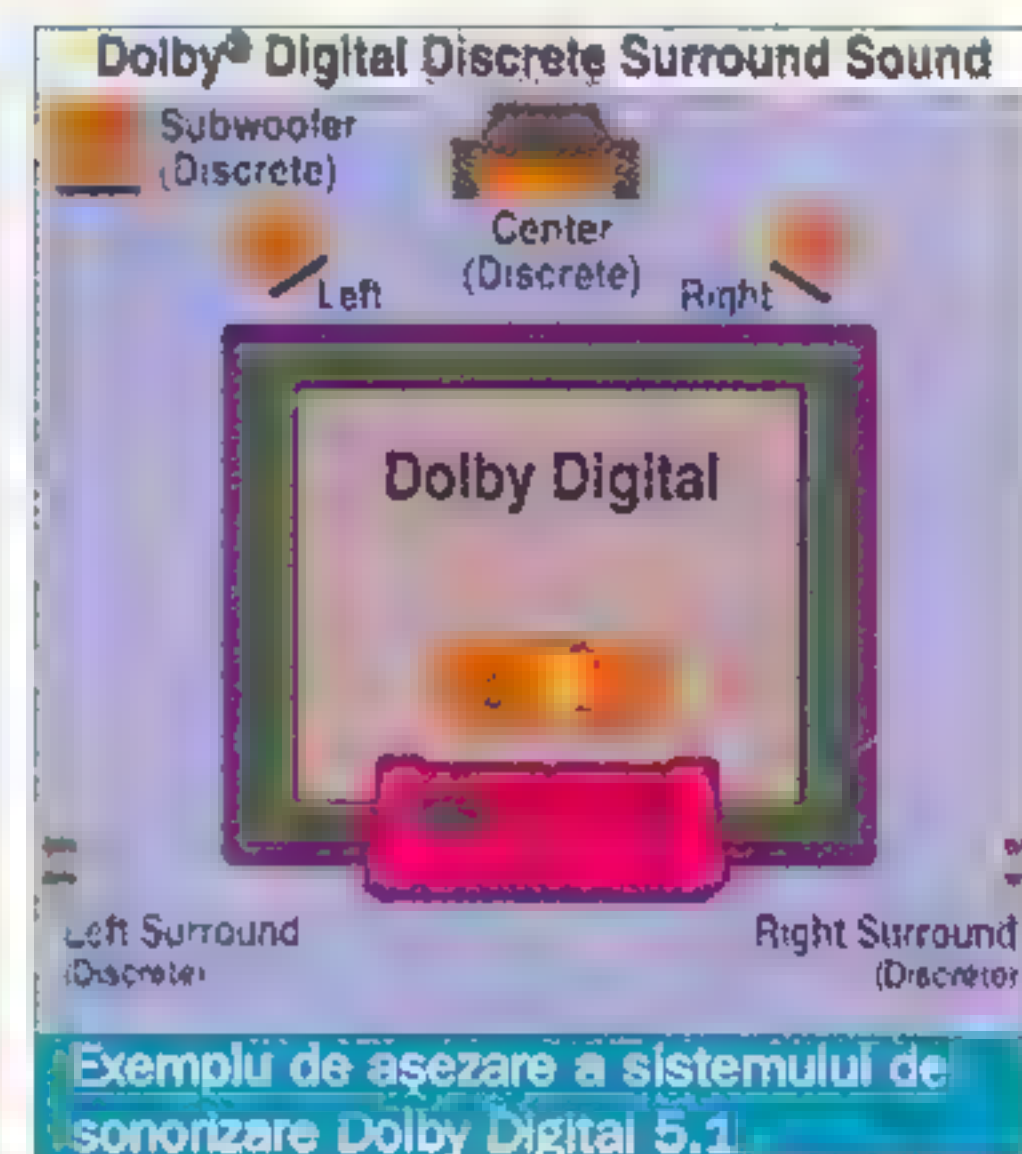 Dolby® Digital Discrete Surround Sound
Subwoofer
(Discrete)
Center
(Discrete)
Left
Right
Dolby Digital
Left Surround
(Discrete)
Right Surround
(Discrete)
Exemplu de aşezare a sistemului de
sonorizare Dolby Digital 5.1